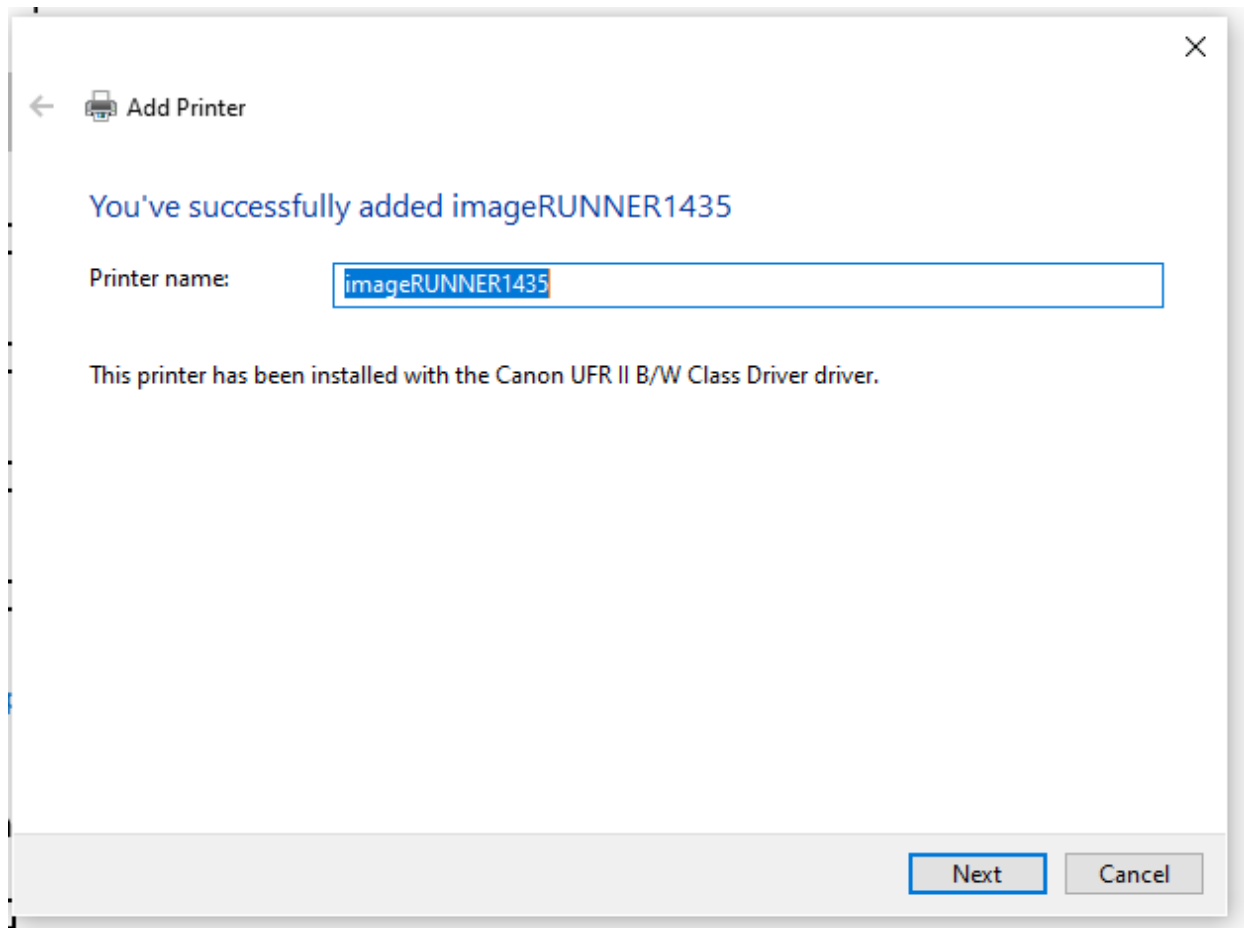 Add Printer
You've successfully added imageRUNNER1435
Printer name:
imageRUNNER1435
This printer has been installed with the Canon UFR II B/W Class Driver driver.
Next
Cancel